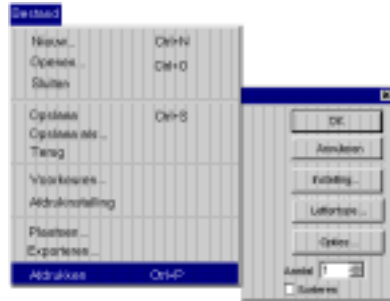 Bestand
Nieuw... Ctrl+N
Openen... Ctrl+O
Sluiten
Opslaan Ctrl+S
Opslaan als...
Terug
Voorkeuren...
Afdrukinstelling
Plaatsen...
Exporteren...
Afdrukken Ctrl+P
OK
Annuleren
Instelling...
Lettertype...
Opties...
Aantal 1
Sorteren